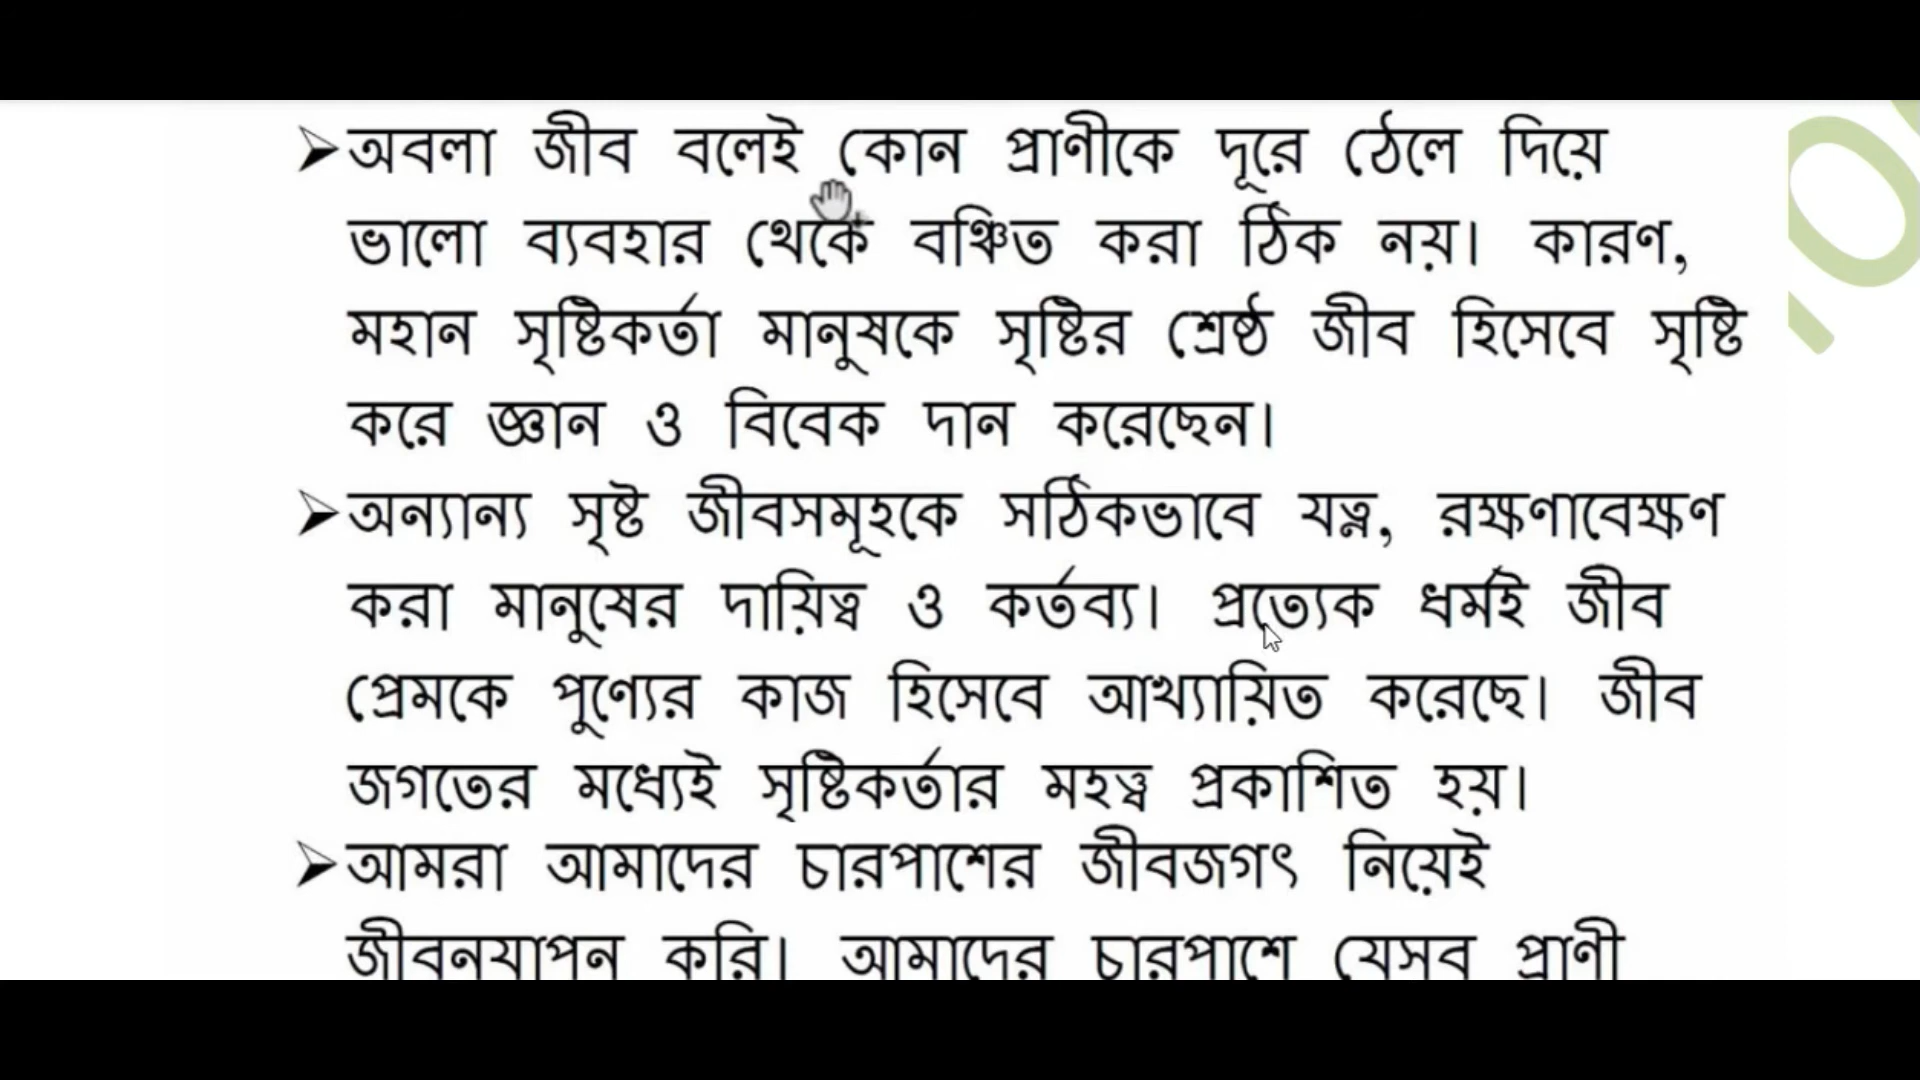 ➢অবলা জীব বলেই কোন প্রাণীকে দূরে ঠেলে দিয়ে
ভালো ব্যবহার থেকে বঞ্চিত করা ঠিক নয়। কারণ,
মহান সৃষ্টিকর্তা মানুষকে সৃষ্টির শ্রেষ্ঠ জীব হিসেবে সৃষ্টি
করে জ্ঞান ও বিবেক দান করেছেন।
➢অন্যান্য সৃষ্ট জীবসমূহকে সঠিকভাবে যত্ন, রক্ষণাবেক্ষণ
করা মানুষের দায়িত্ব ও কর্তব্য। প্রত্যেক ধর্মই জীব
প্রেমকে পুণ্যের কাজ হিসেবে আখ্যায়িত করেছে। জীব
জগতের মধ্যেই সৃষ্টিকর্তার মহত্ত্ব প্রকাশিত হয়।
➢আমরা আমাদের চারপাশের জীবজগৎ নিয়েই
জীবনযাপন করি। আমাদের চারপাশে যেসব প্রাণী